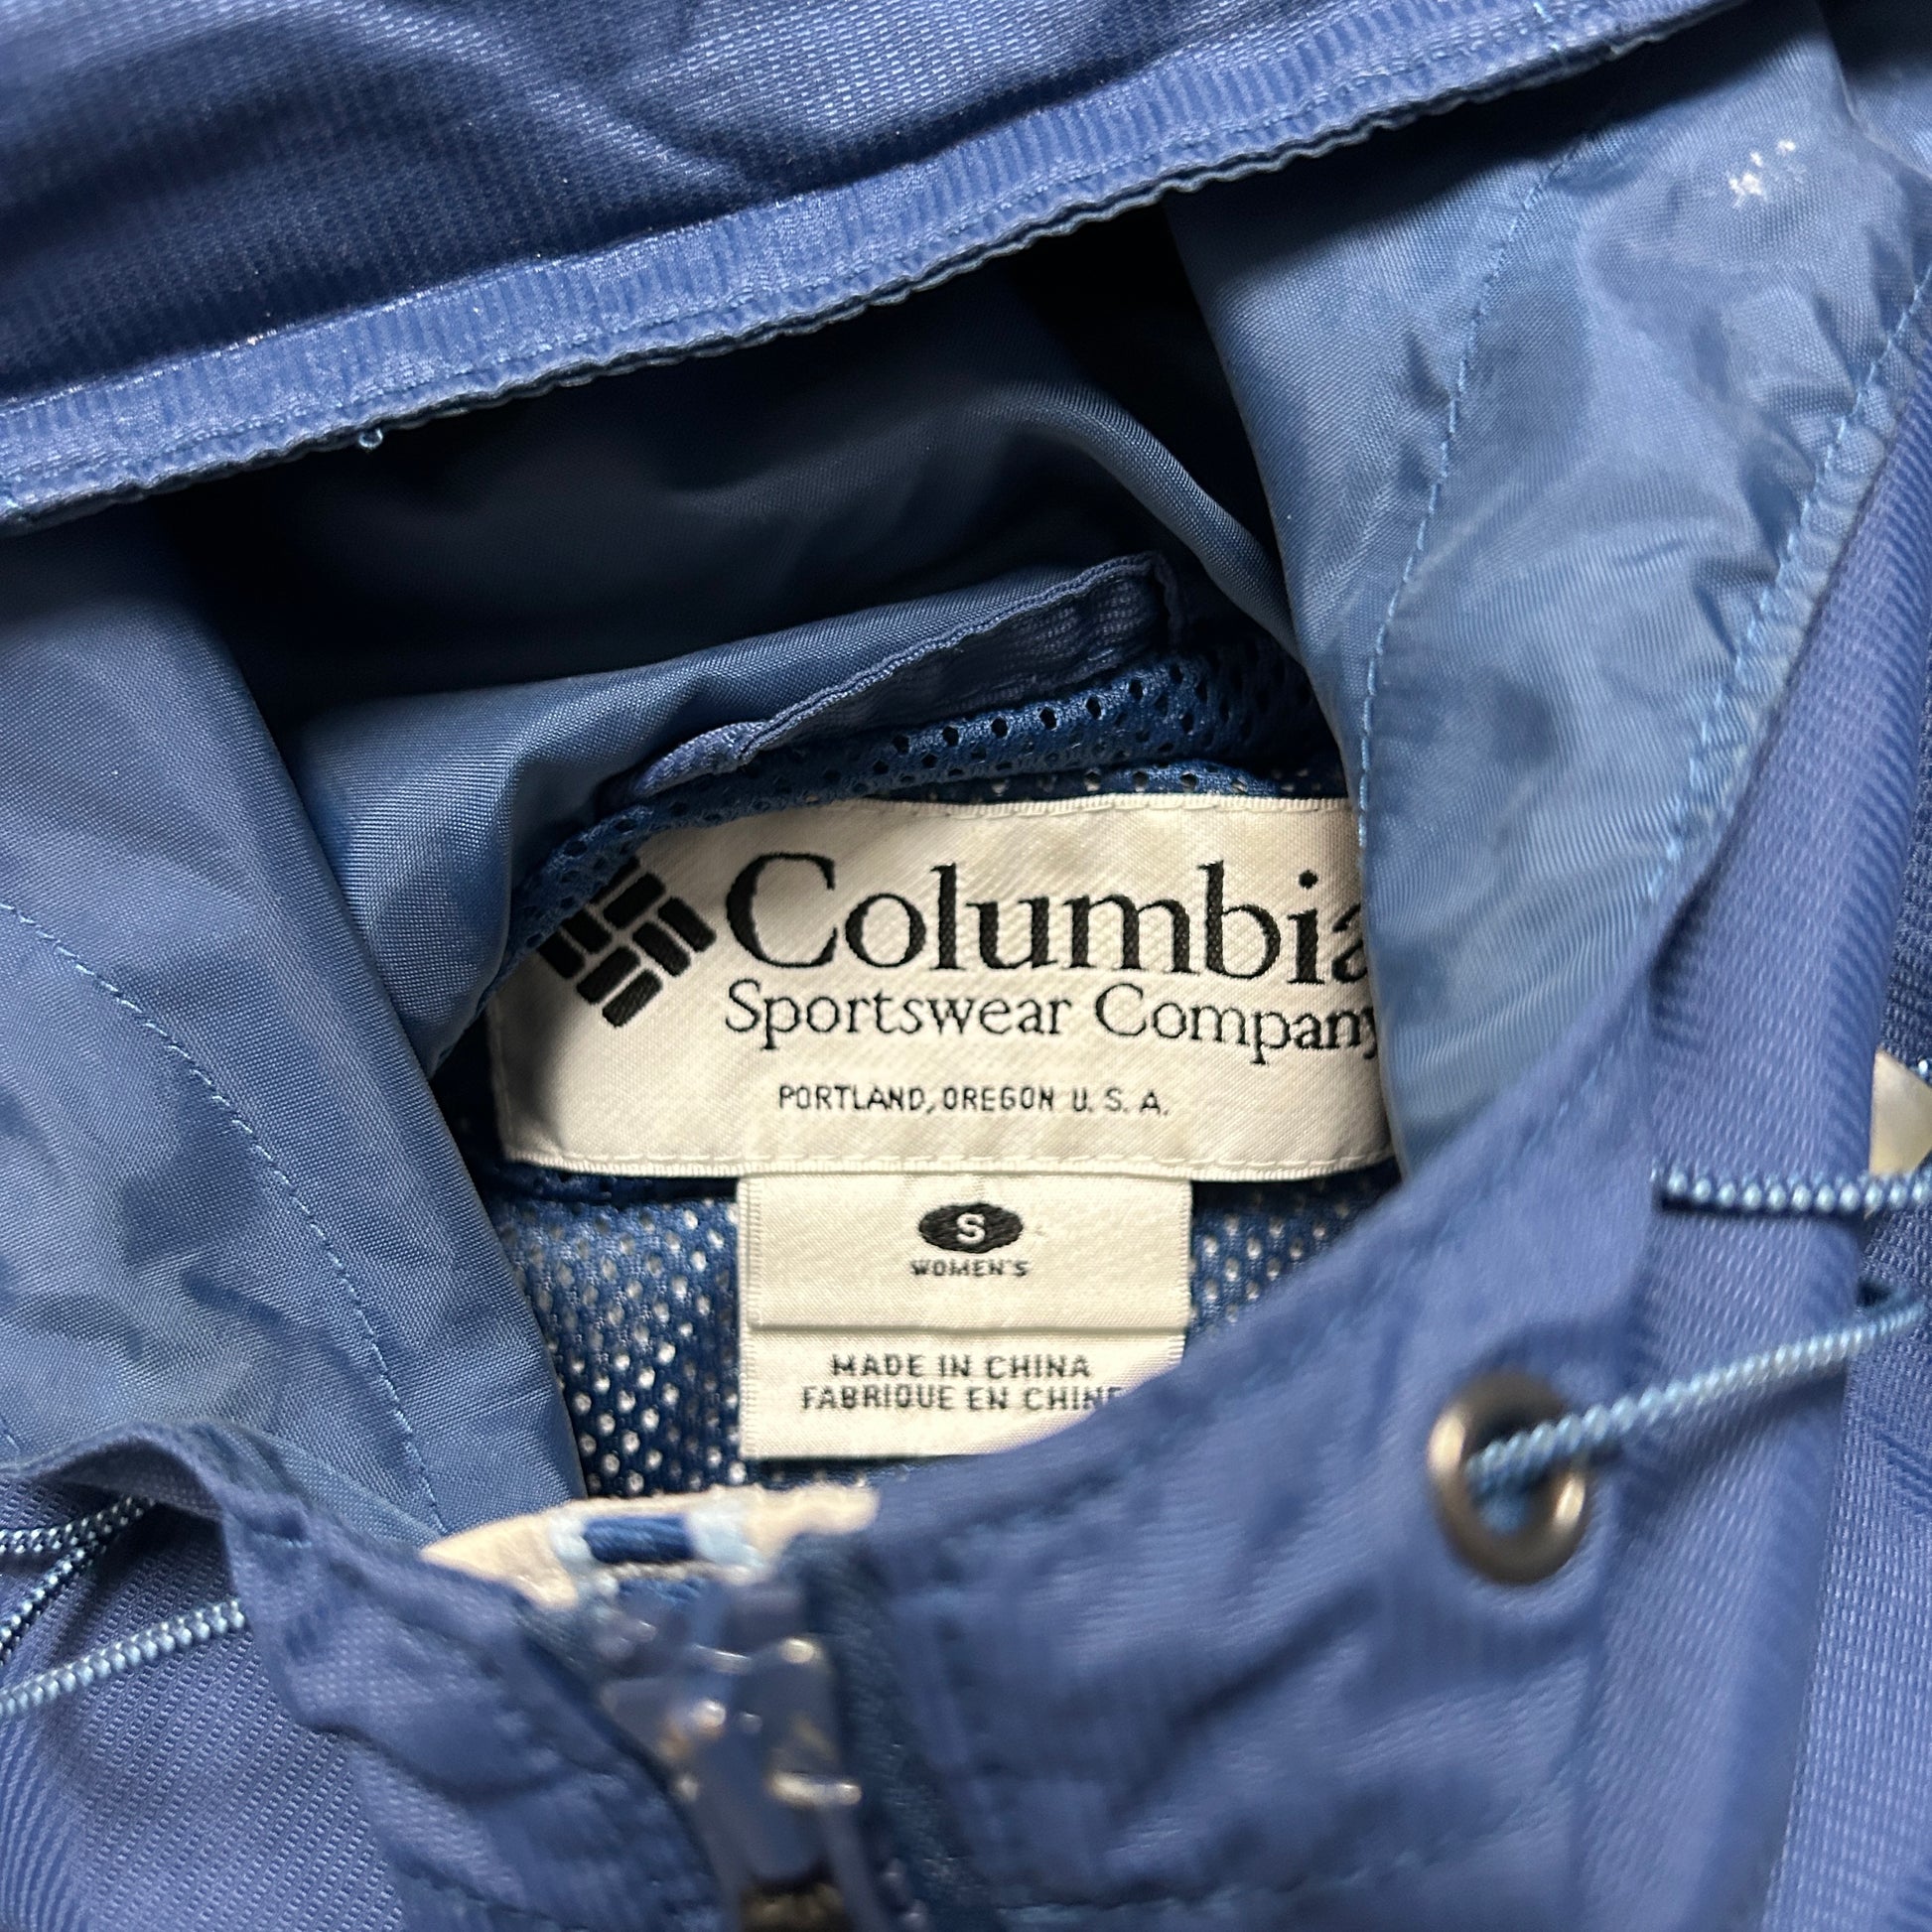 Columbia
Sportswear Company
PORTLAND, OREGON U. S. A.
S
WOMEN'S
MADE IN CHINA
FABRIQUE EN CHINE